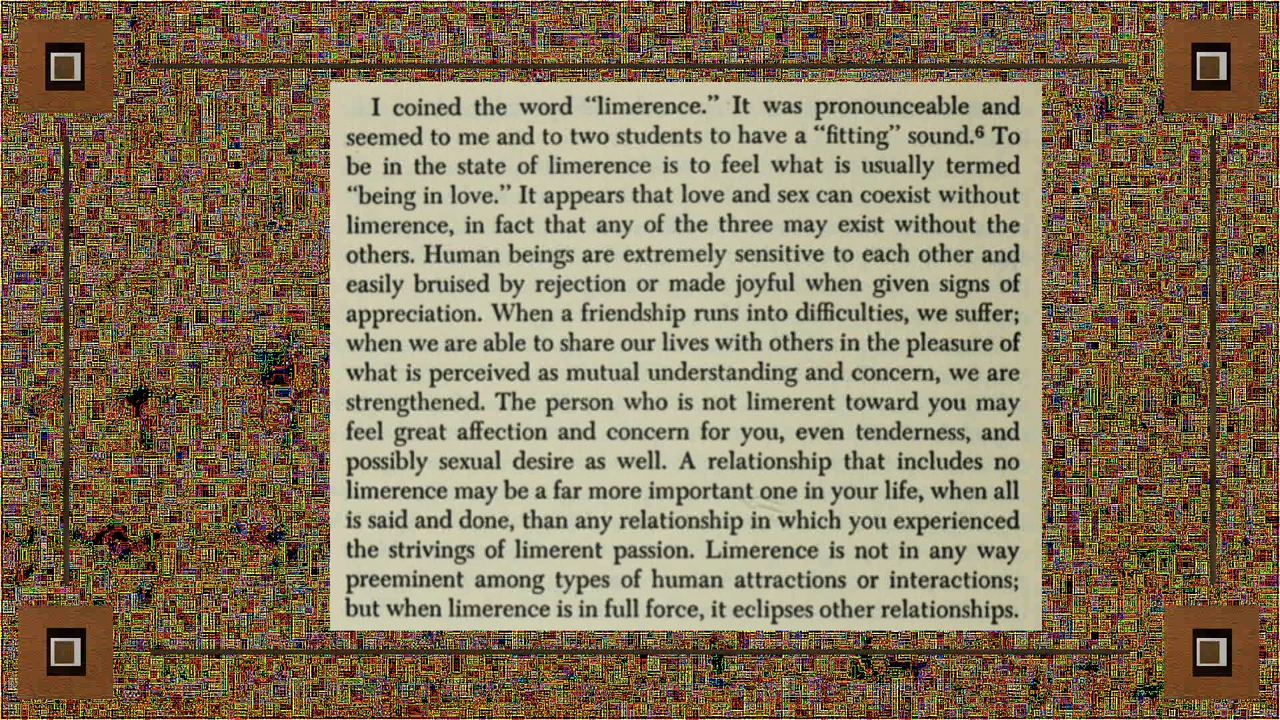 I coined the word “limerence.” It was pronounceable and
seemed to me and to two students to have a “fitting” sound.⁶ To
be in the state of limerence is to feel what is usually termed
“being in love.” It appears that love and sex can coexist without
limerence, in fact that any of the three may exist without the
others. Human beings are extremely sensitive to each other and
easily bruised by rejection or made joyful when given signs of
appreciation. When a friendship runs into difficulties, we suffer;
when we are able to share our lives with others in the pleasure of
what is perceived as mutual understanding and concern, we are
strengthened. The person who is not limerent toward you may
feel great affection and concern for you, even tenderness, and
possibly sexual desire as well. A relationship that includes no
limerence may be a far more important one in your life, when all
is said and done, than any relationship in which you experienced
the strivings of limerent passion. Limerence is not in any way
preeminent among types of human attractions or interactions;
but when limerence is in full force, it eclipses other relationships.